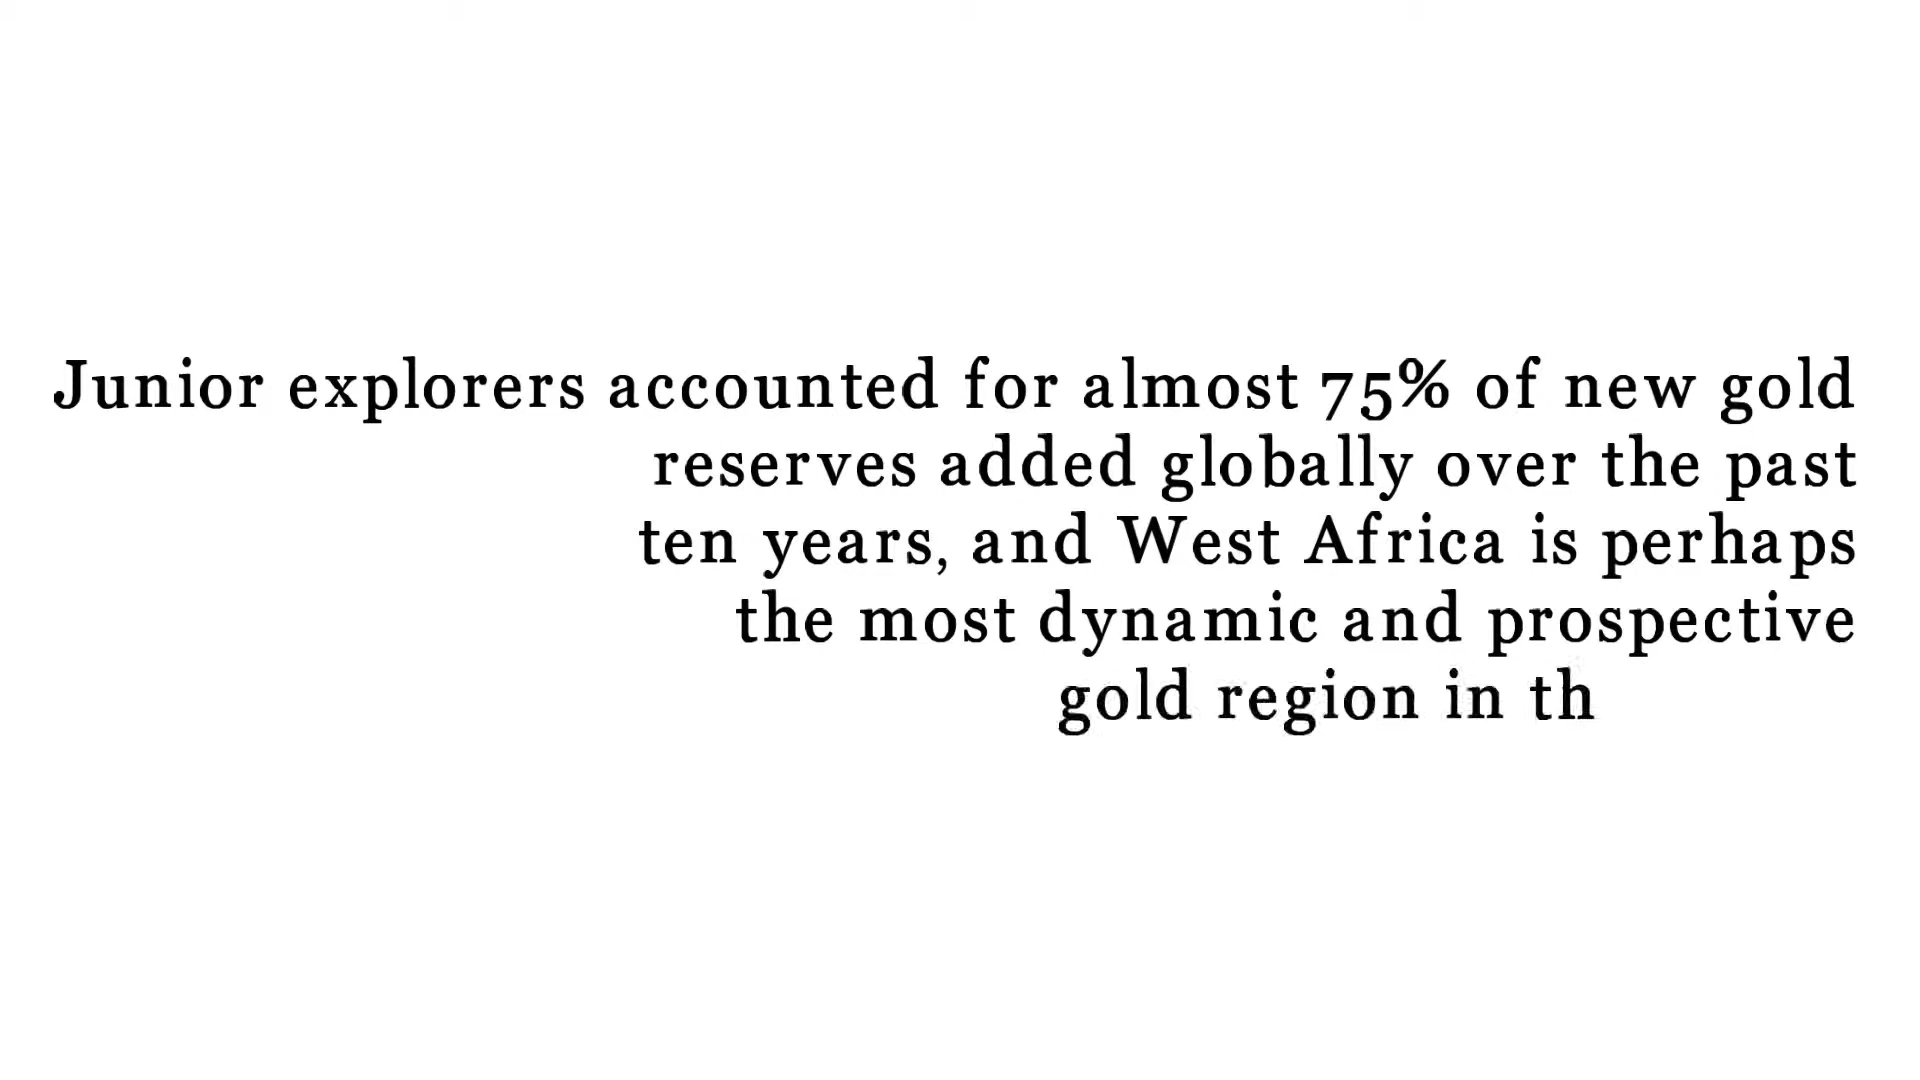 Junior explorers accounted for almost 75% of new gold
reserves added globally over the past
ten years, and West Africa is perhaps
the most dynamic and prospective
gold region in th